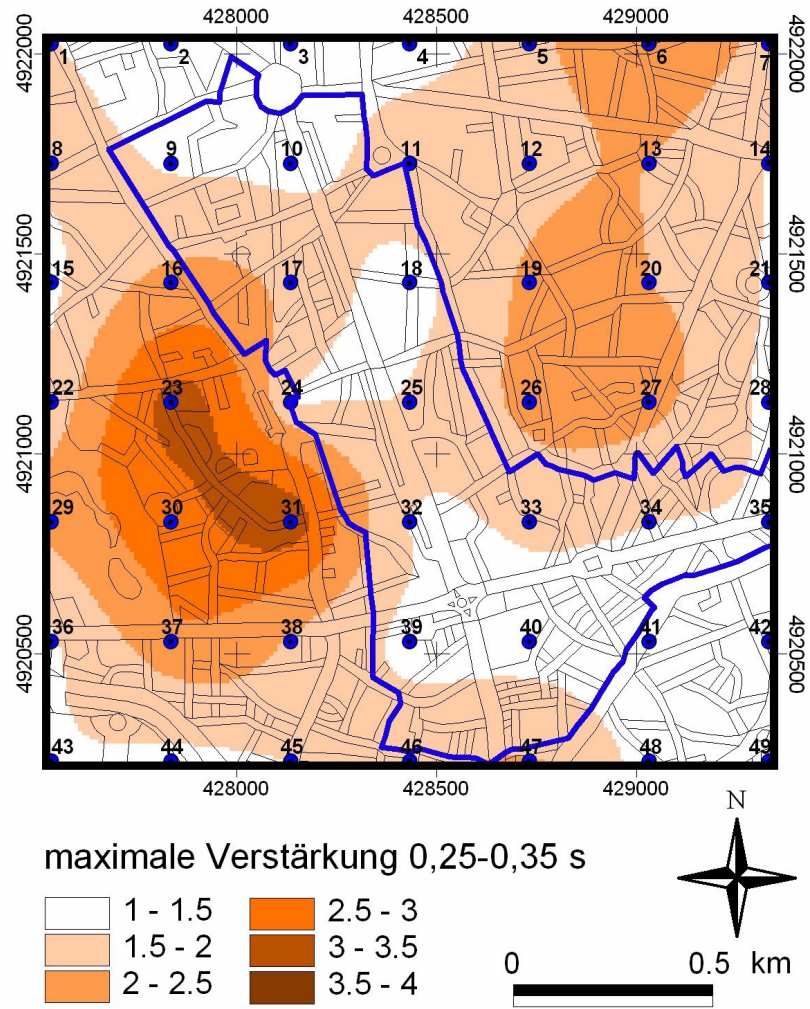 428000 428500 429000
4922000 4922000
1 2 3 4 5 6 7
8 9 10 11 12 13 14
4921500 4921500
15 16 17 18 19 20 21
22 23 24 25 26 27 28
4921000 4921000
29 30 31 32 33 34 35
36 37 38 39 40 41 42
4920500 4920500
43 44 45 46 47 48 49
428000 428500 429000
N
maximale Verstärkung 0,25-0,35 s
1 - 1.5 2.5 - 3
1.5 - 2 3 - 3.5
2 - 2.5 3.5 - 4
0 0.5 km